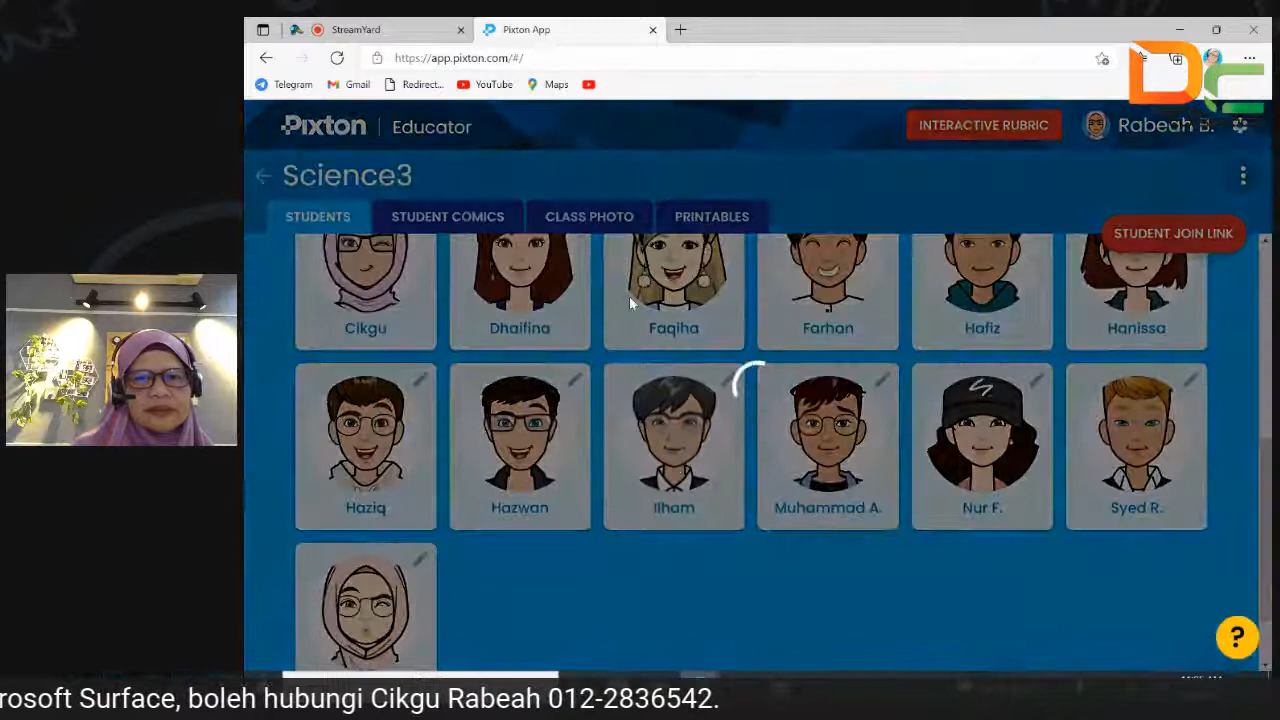 StreamYard
Pixton App
https://app.pixton.com/#/
Telegram
Gmail
Redirect...
YouTube
Maps
Pixton
Educator
INTERACTIVE RUBRIC
Rabeah B.
Science3
STUDENTS
STUDENT COMICS
CLASS PHOTO
PRINTABLES
STUDENT JOIN LINK
Cikgu
Dhaifina
Faqiha
Farhan
Hafiz
Hanissa
Haziq
Hazwan
Ilham
Muhammad A.
Nur F.
Syed R.
?
rosoft Surface, boleh hubungi Cikgu Rabeah 012-2836542.